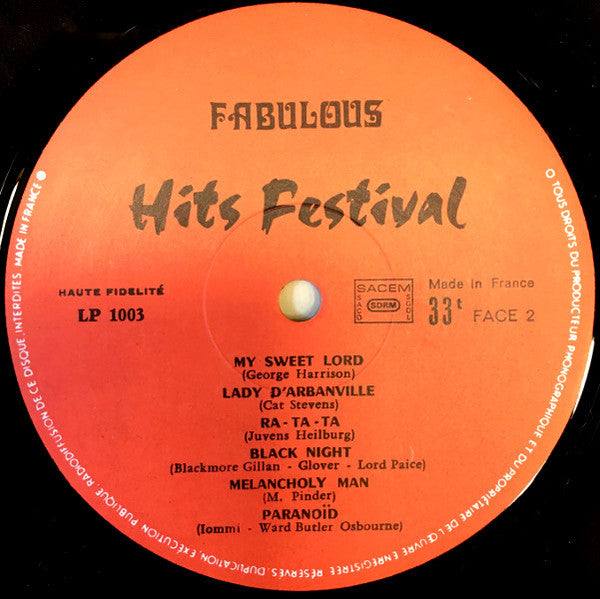 FABULOUS
Hits Festival
HAUTE FIDELITÉ
LP 1003
SACEM
SACD
SDRM
SGDL
Made in France
33t FACE 2
MY SWEET LORD
(George Harrison)
LADY D'ARBANVILLE
(Cat Stevens)
RA - TA - TA
(Juvens Heilburg)
BLACK NIGHT
(Blackmore Gillan - Glover - Lord Paice)
MELANCHOLY MAN
(M. Pinder)
PARANOÏD
(Iommi - Ward Butler Osbourne)
TOUS DROITS DU PRODUCTEUR PHONOGRAPHIQUE ET DU PROPRIÉTAIRE DE L'ŒUVRE ENREGISTRÉE RÉSERVÉS. DUPLICATION, EXÉCUTION PUBLIQUE, RADIODIFFUSION DE CE DISQUE INTERDITES. MADE IN FRANCE